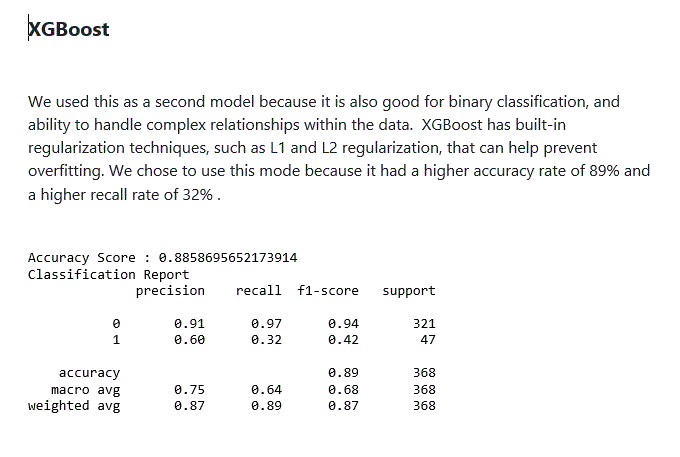 XGBoost
We used this as a second model because it is also good for binary classification, and
ability to handle complex relationships within the data. XGBoost has built-in
regularization techniques, such as L1 and L2 regularization, that can help prevent
overfitting. We chose to use this mode because it had a higher accuracy rate of 89% and
a higher recall rate of 32% .
Accuracy Score : 0.8858695652173914
Classification Report
precision recall f1-score support
0 0.91 0.97 0.94 321
1 0.60 0.32 0.42 47
accuracy 0.89 368
macro avg 0.75 0.64 0.68 368
weighted avg 0.87 0.89 0.87 368